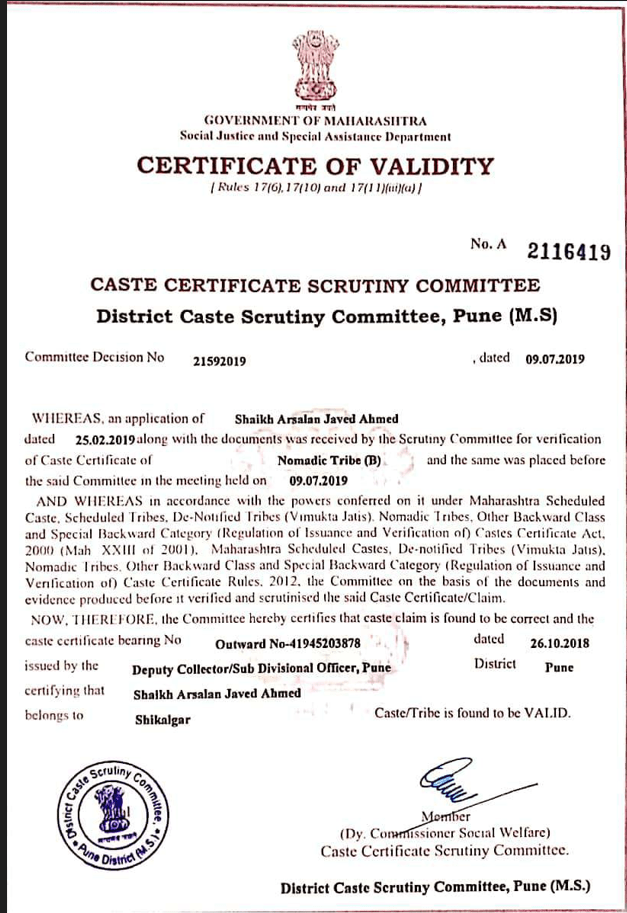 सत्यमेव जयते
GOVERNMENT OF MAHARASHTRA
Social Justice and Special Assistance Department
CERTIFICATE OF VALIDITY
[ Rules 17(6), 17(10) and 17(11)(iii)(a) ]
No. A 2116419
CASTE CERTIFICATE SCRUTINY COMMITTEE
District Caste Scrutiny Committee, Pune (M.S)
Committee Decision No 21592019 , dated 09.07.2019
WHEREAS, an application of Shaikh Arsalan Javed Ahmed
dated 25.02.2019 along with the documents was received by the Scrutiny Committee for verification
of Caste Certificate of Nomadic Tribe (B) and the same was placed before
the said Committee in the meeting held on 09.07.2019
AND WHEREAS in accordance with the powers conferred on it under Maharashtra Scheduled
Caste, Scheduled Tribes, De-Notified Tribes (Vimukta Jatis), Nomadic Tribes, Other Backward Class
and Special Backward Category (Regulation of Issuance and Verification of) Castes Certificate Act,
2000 (Mah XXIII of 2001), Maharashtra Scheduled Castes, De-notified Tribes (Vimukta Jatis),
Nomadic Tribes, Other Backward Class and Special Backward Category (Regulation of Issuance and
Verification of) Caste Certificate Rules, 2012, the Committee on the basis of the documents and
evidence produced before it verified and scrutinised the said Caste Certificate/Claim.
NOW, THEREFORE, the Committee hereby certifies that caste claim is found to be correct and the
caste certificate bearing No Outward No-41945203878 dated 26.10.2018
issued by the Deputy Collector/Sub Divisional Officer, Pune District Pune
certifying that Shaikh Arsalan Javed Ahmed
belongs to Shikalgar Caste/Tribe is found to be VALID.
District Caste Scrutiny Committee,
Pune District (M.S.)
Member
(Dy. Commissioner Social Welfare)
Caste Certificate Scrutiny Committee.
District Caste Scrutiny Committee, Pune (M.S.)